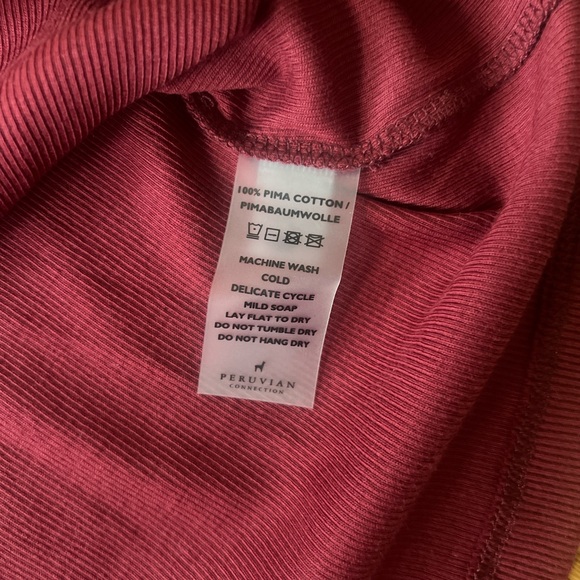 100% PIMA COTTON /
PIMABAUMWOLLE
MACHINE WASH
COLD
DELICATE CYCLE
MILD SOAP
LAY FLAT TO DRY
DO NOT TUMBLE DRY
DO NOT HANG DRY
PERUVIAN
CONNECTION